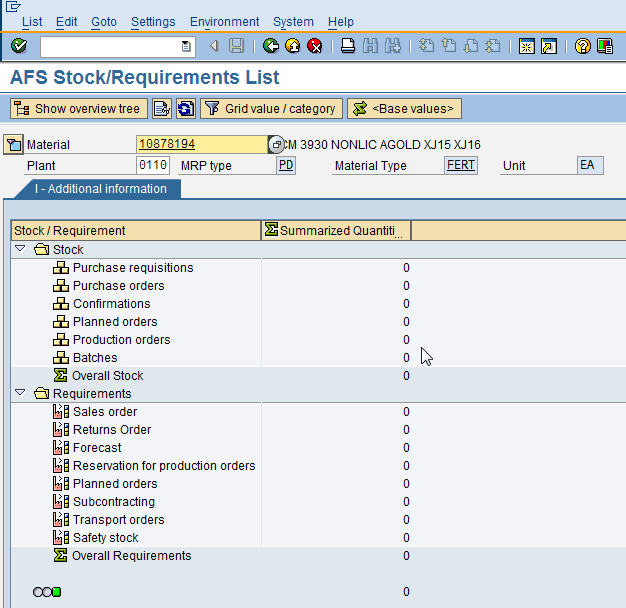 List Edit Goto Settings Environment System Help
AFS Stock/Requirements List
Show overview tree Grid value / category <Base values>
Material 10878194 CM 3930 NONLIC AGOLD XJ15 XJ16
Plant 0110 MRP type PD Material Type FERT Unit EA
I - Additional information
Stock / Requirement Summarized Quantiti...
Stock
Purchase requisitions 0
Purchase orders 0
Confirmations 0
Planned orders 0
Production orders 0
Batches 0
Overall Stock 0
Requirements
Sales order 0
Returns Order 0
Forecast 0
Reservation for production orders 0
Planned orders 0
Subcontracting 0
Transport orders 0
Safety stock 0
Overall Requirements 0
0